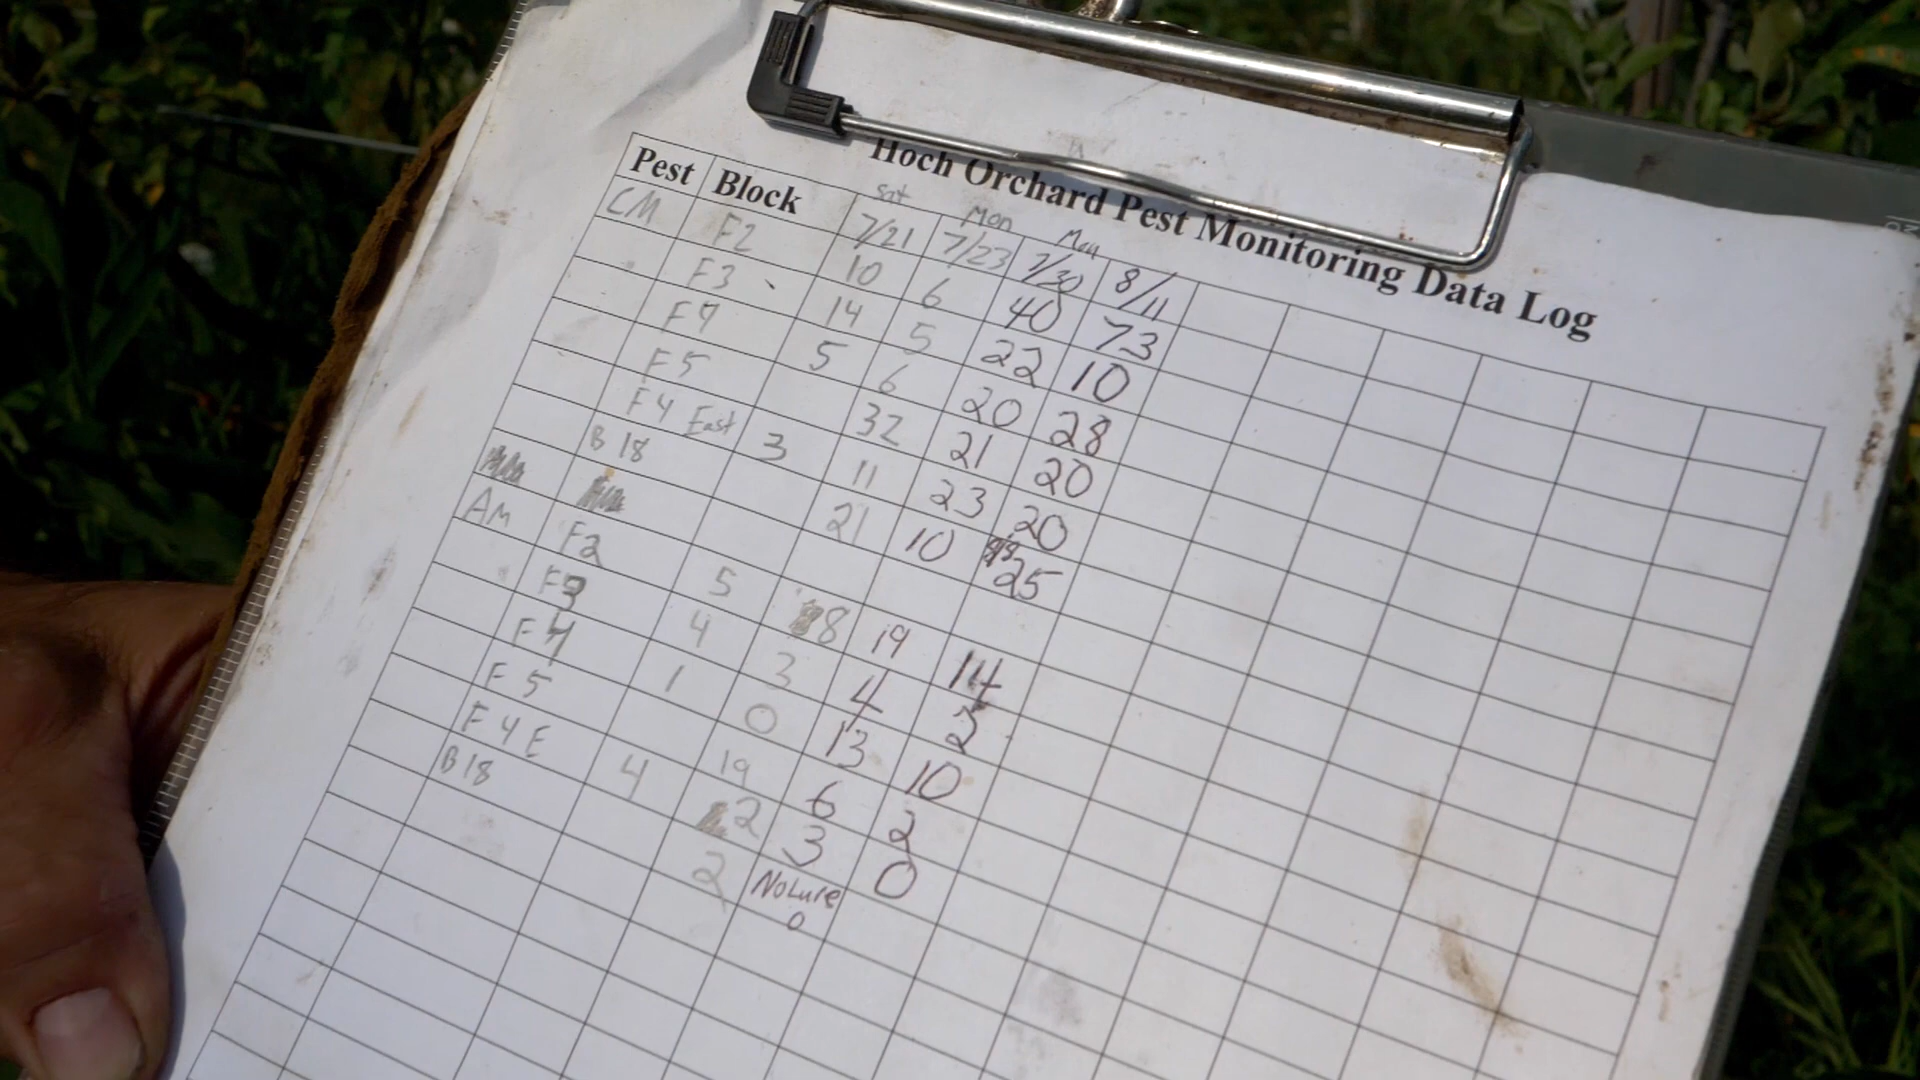 Hoch Orchard Pest Monitoring Data Log
Sat Mon Mon
Pest Block 7/21 7/23 7/30 8/11
CM F2 10 6 40 73
F3 14 5 22 10
F4 5 6 20 28
F5 32 21 20
F4 East 3 11 23 20
B18 21 10 8/8 25
Am F2 5 8 19 14
F3 4 3 4 2
F4 1 0 13 10
F5 19 6 2
F4E 4 2 3 0
B18 2 NoLure
0